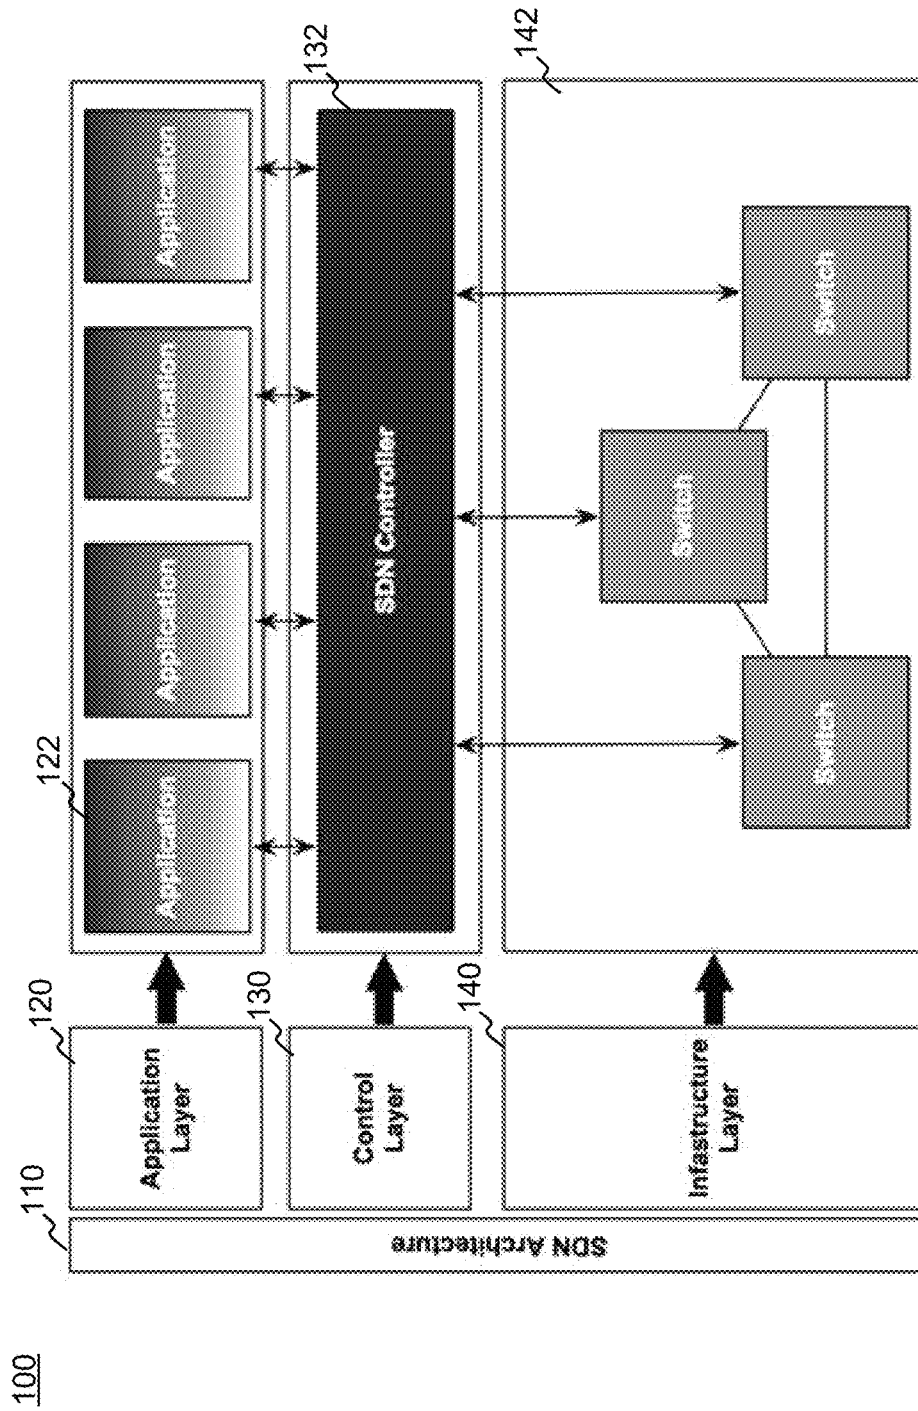 100
110
SDN Architecture
120
Application
Layer
122
Application
Application
Application
Application
130
Control
Layer
132
SDN Controller
140
Infastructure
Layer
142
Switch
Switch
Switch